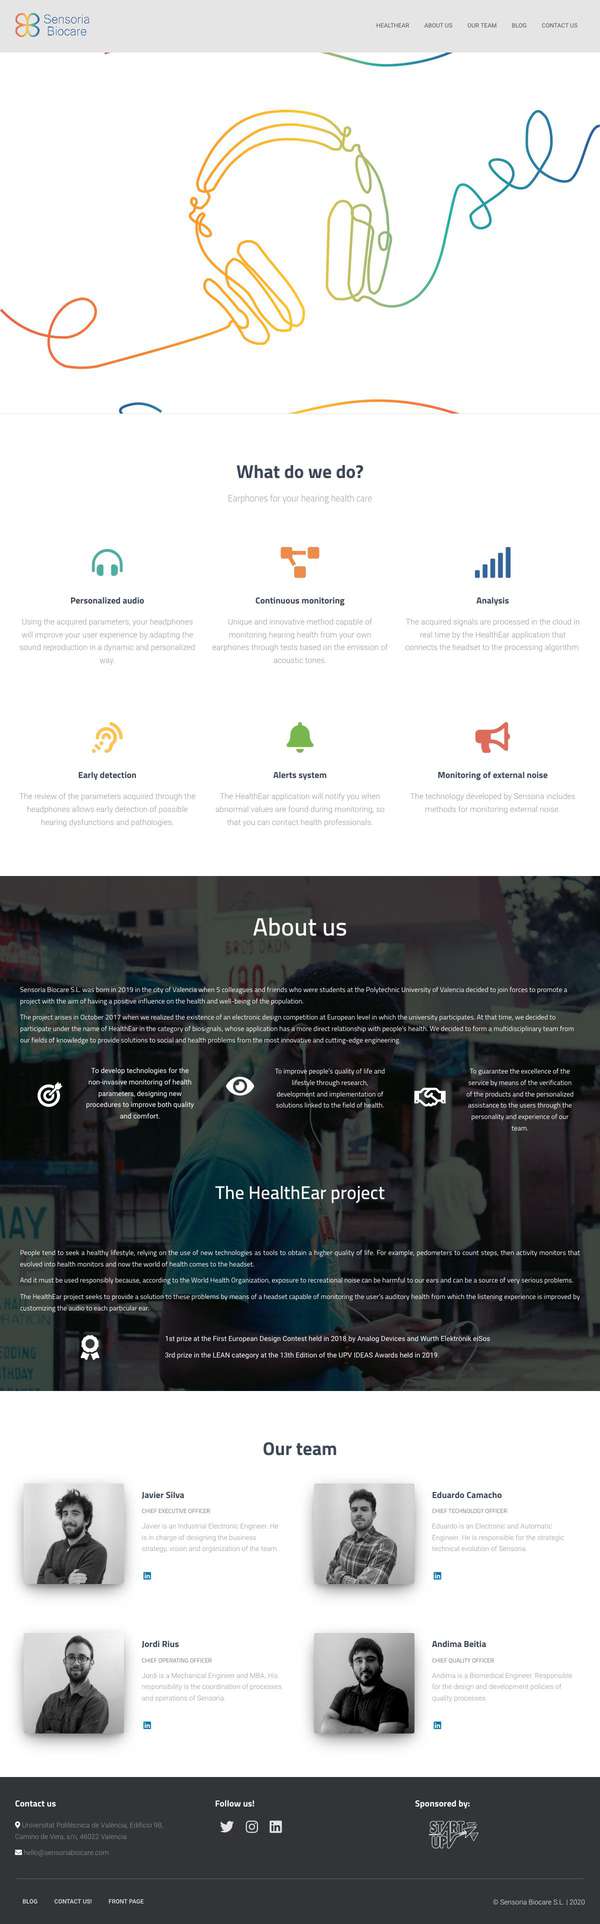 Sensoria
Biocare
HEALTHEAR ABOUT US OUR TEAM BLOG CONTACT US
What do we do?
Earphones for your hearing health care
Personalized audio
Using the acquired parameters, your headphones
will improve your user experience by adapting the
sound reproduction in a dynamic and personalized
way.
Continuous monitoring
Unique and innovative method capable of
monitoring hearing health from your own
earphones through tests based on the emission of
acoustic tones.
Analysis
The acquired signals are processed in the cloud in
real time by the HealthEar application that
connects the headset to the processing algorithm.
Early detection
The review of the parameters acquired through the
headphones allows early detection of possible
hearing dysfunctions and pathologies.
Alerts system
The HealthEar application will notify you when
abnormal values are found during monitoring, so
that you can contact health professionals.
Monitoring of external noise
The technology developed by Sensoria includes
methods for monitoring external noise.
About us
Sensoria Biocare S.L. was born in 2019 in the city of Valencia when 5 colleagues and friends who were students at the Polytechnic University of Valencia decided to join forces to promote a
project with the aim of having a positive influence on the health and well-being of the population.
The project arises in October 2017 when we realized the existence of an electronic design competition at European level in which the university participates. At that time, we decided to
participate under the name of HealthEar in the category of biosignals, whose application has a more direct relationship with people's health. We decided to form a multidisciplinary team from
our fields of knowledge to provide solutions to social and health problems from the most innovative and cutting-edge engineering.
To develop technologies for the
non-invasive monitoring of health
parameters, designing new
procedures to improve both quality
and comfort.
To improve people's quality of life and
lifestyle through research,
development and implementation of
solutions linked to the field of health.
To guarantee the excellence of the
service by means of the verification
of the products and the personalized
assistance to the users through the
personality and experience of our
team.
The HealthEar project
People tend to seek a healthy lifestyle, relying on the use of new technologies as tools to obtain a higher quality of life. For example, pedometers to count steps, then activity monitors that
evolved into health monitors and now the world of health comes to the headset.
And it must be used responsibly because, according to the World Health Organization, exposure to recreational noise can be harmful to our ears and can be a source of very serious problems.
The HealthEar project seeks to provide a solution to these problems by means of a headset capable of monitoring the user's auditory health from which the listening experience is improved by
customizing the audio to each particular ear.
1st prize at the First European Design Contest held in 2018 by Analog Devices and Wurth Elektronik eiSos
3rd prize in the LEAN category at the 13th Edition of the UPV IDEAS Awards held in 2019.
Our team
Javier Silva
CHIEF EXECUTIVE OFFICER
Javier is an Industrial Electronic Engineer. He
is in charge of designing the business
strategy, vision and organization of the team.
Eduardo Camacho
CHIEF TECHNOLOGY OFFICER
Eduardo is an Electronic and Automatic
Engineer. He is responsible for the strategic
technical evolution of Sensoria.
Jordi Rius
CHIEF OPERATING OFFICER
Jordi is a Mechanical Engineer and MBA. His
responsibility is the coordination of processes
and operations of Sensoria.
Andima Beitia
CHIEF QUALITY OFFICER
Andima is a Biomedical Engineer. Responsible
for the design and development policies of
quality processes.
Contact us
Universitat Politècnica de València, Edificio 9B,
Camino de Vera, s/n, 46022 Valencia
hello@sensoriabiocare.com
Follow us!
Sponsored by:
START
UPV
BLOG CONTACT US! FRONT PAGE
© Sensoria Biocare S.L. | 2020